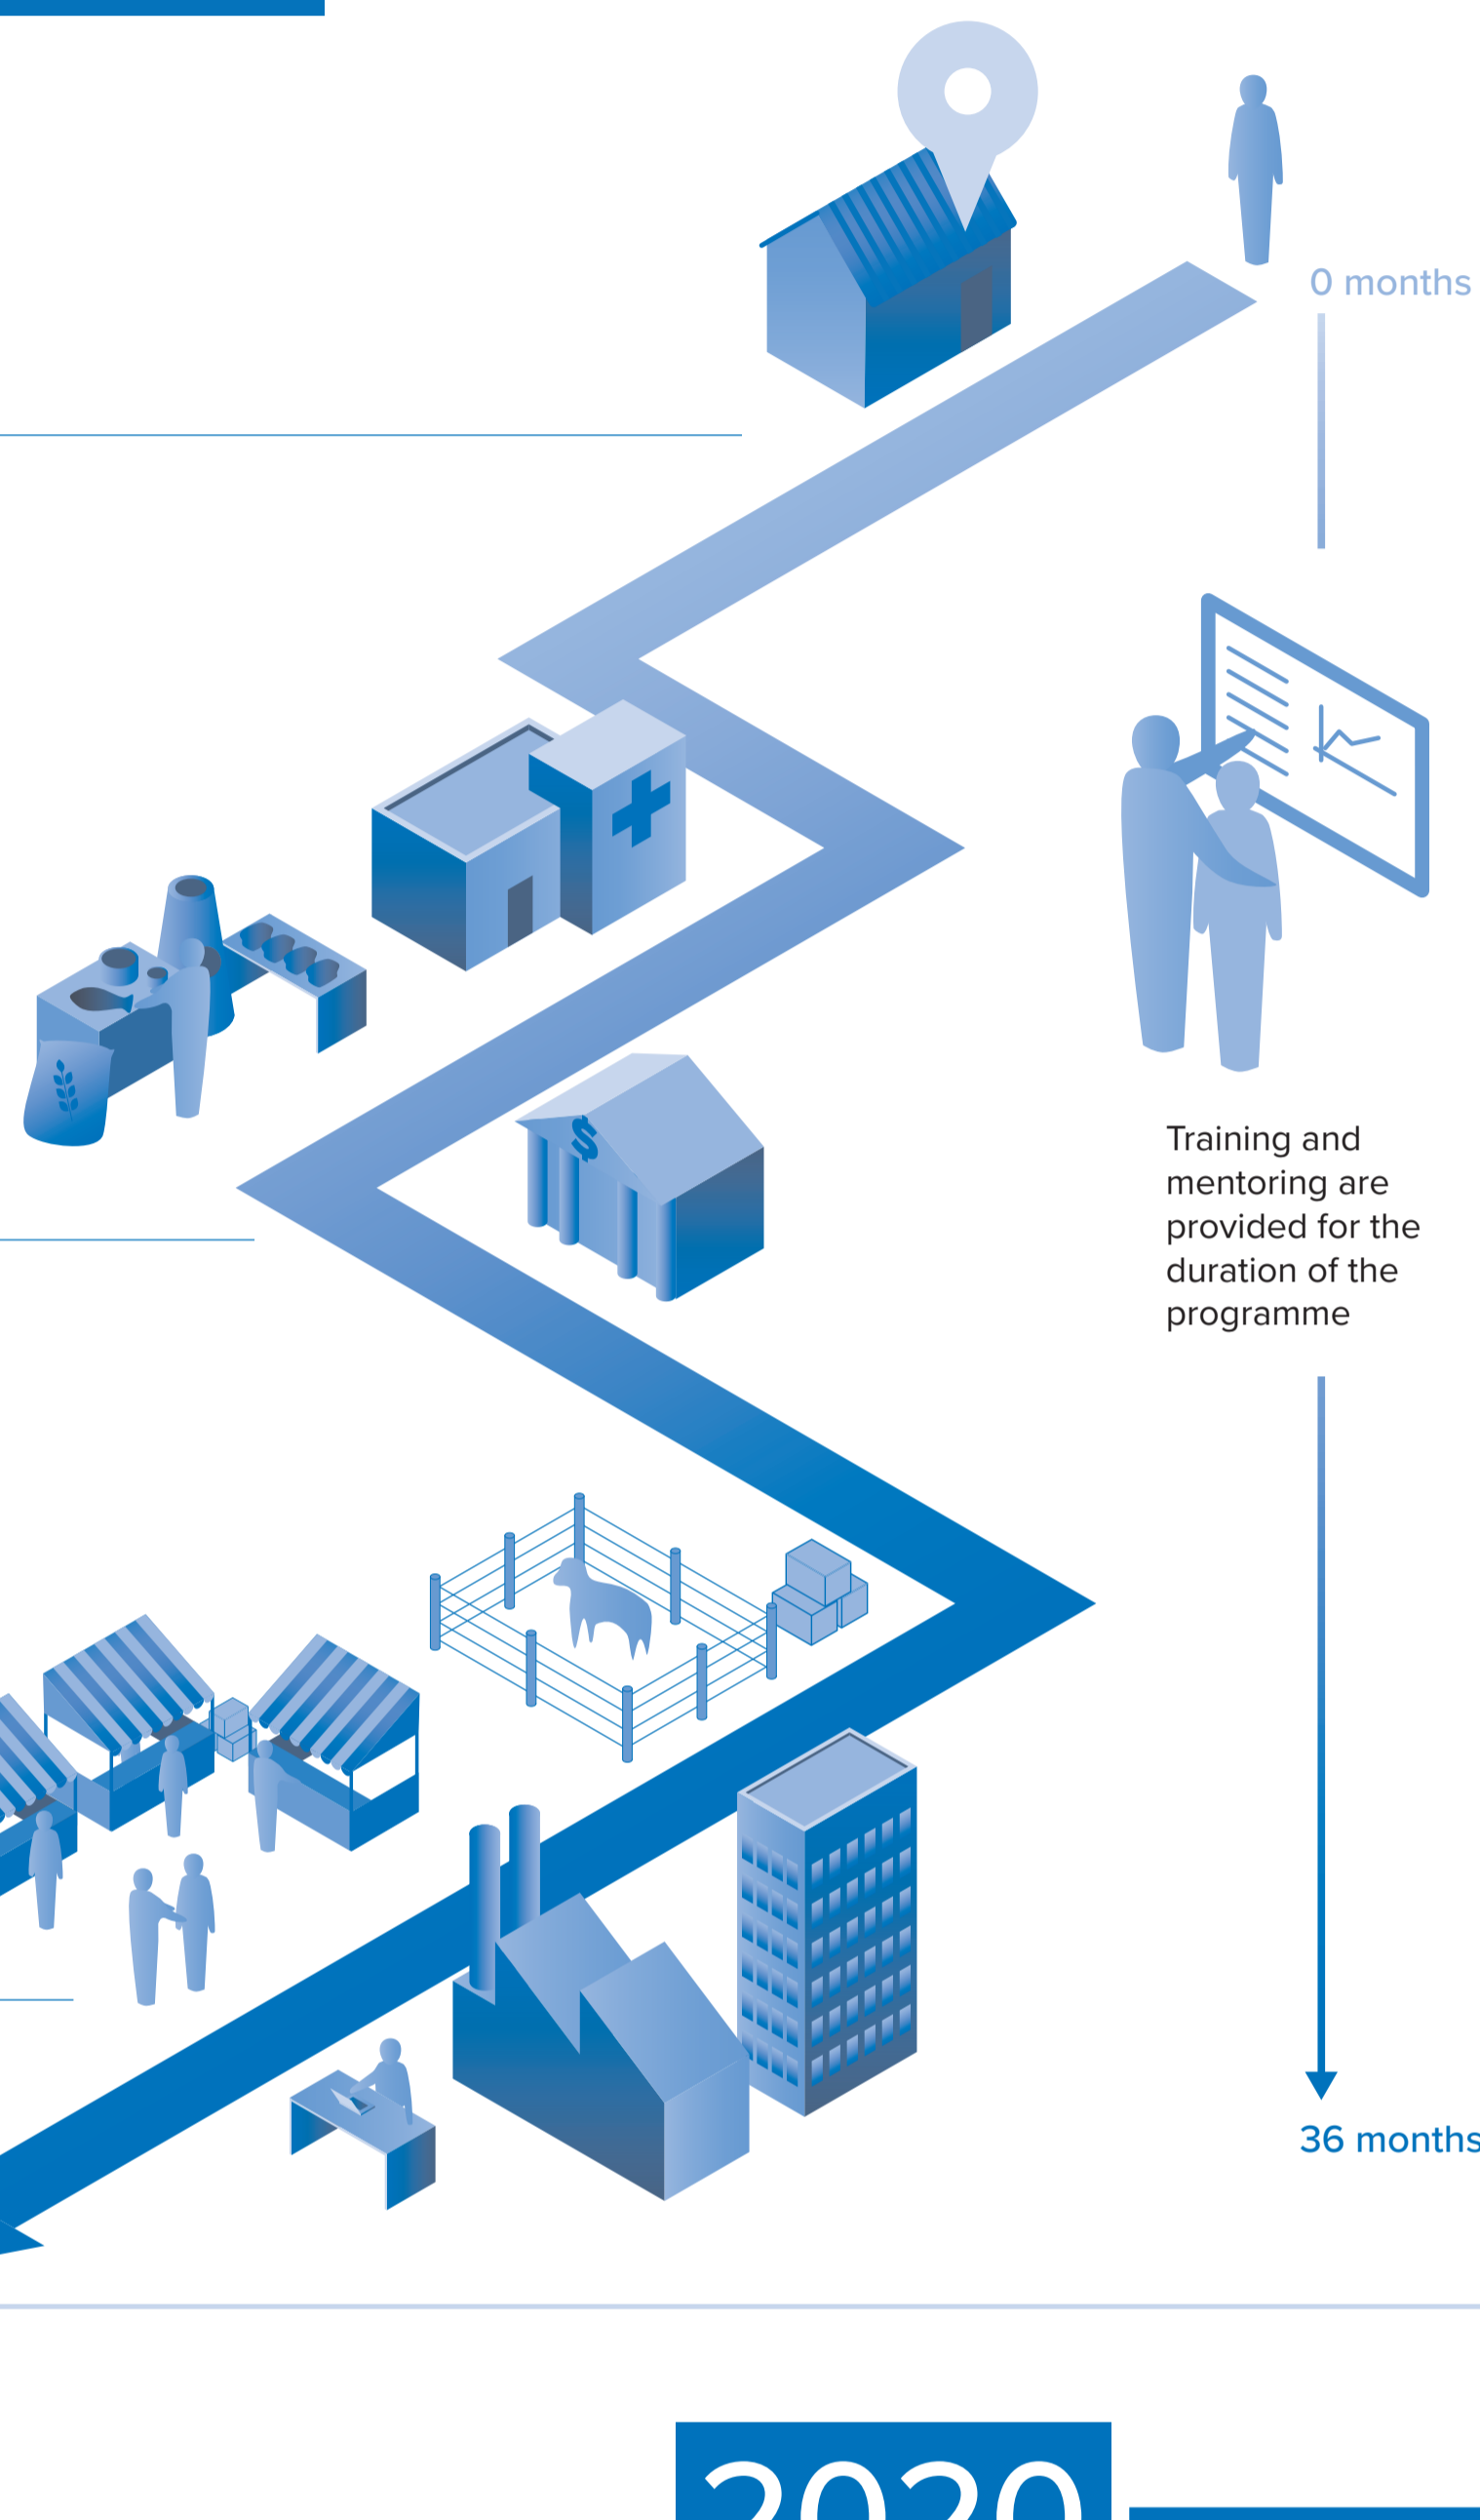 0 months
$
Training and
mentoring are
provided for the
duration of the
programme
36 months
2020